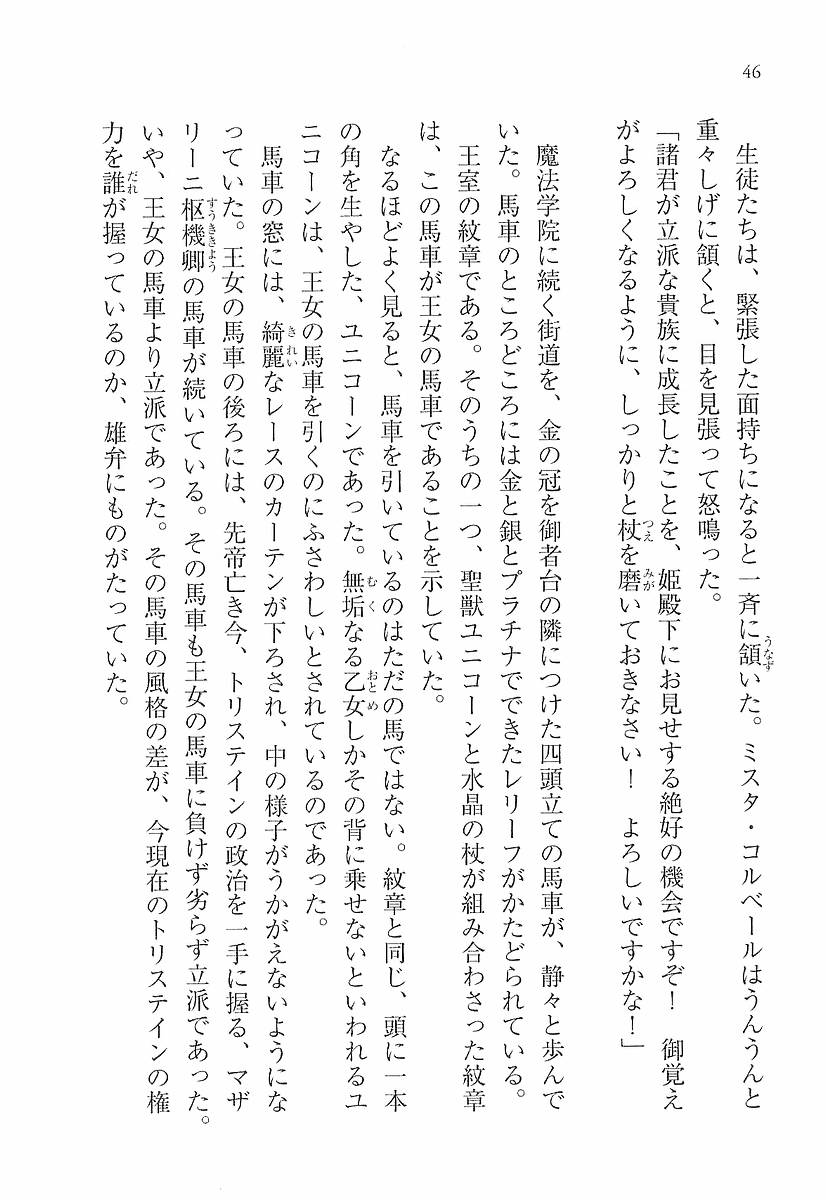 46
生徒たちは、緊張した面持ちになると一斉に頷いた。ミスタ・コルベールはうんうんと
重々しげに頷くと、目を見張って怒鳴った。
「諸君が立派な貴族に成長したことを、姫殿下にお見せする絶好の機会ですぞ！　御覚え
がよろしくなるように、しっかりと杖を磨いておきなさい！　よろしいですかな！」
魔法学院に続く街道を、金の冠を御者台の隣につけた四頭立ての馬車が、静々と歩んで
いた。馬車のところどころには金と銀とプラチナでできたレリーフがかたどられている。
王室の紋章である。そのうちの一つ、聖獣ユニコーンと水晶の杖が組み合わさった紋章
は、この馬車が王女の馬車であることを示していた。
なるほどよく見ると、馬車を引いているのはただの馬ではない。紋章と同じ、頭に一本
の角を生やした、ユニコーンであった。無垢なる乙女しかその背に乗せないといわれるユ
ニコーンは、王女の馬車を引くのにふさわしいとされているのであった。
馬車の窓には、綺麗なレースのカーテンが下ろされ、中の様子がうかがえないようにな
っていた。王女の馬車の後ろには、先帝亡き今、トリステインの政治を一手に握る、マザ
リーニ枢機卿の馬車が続いている。その馬車も王女の馬車に負けず劣らず立派であった。
いや、王女の馬車より立派であった。その馬車の風格の差が、今現在のトリステインの権
力を誰が握っているのか、雄弁にものがたっていた。